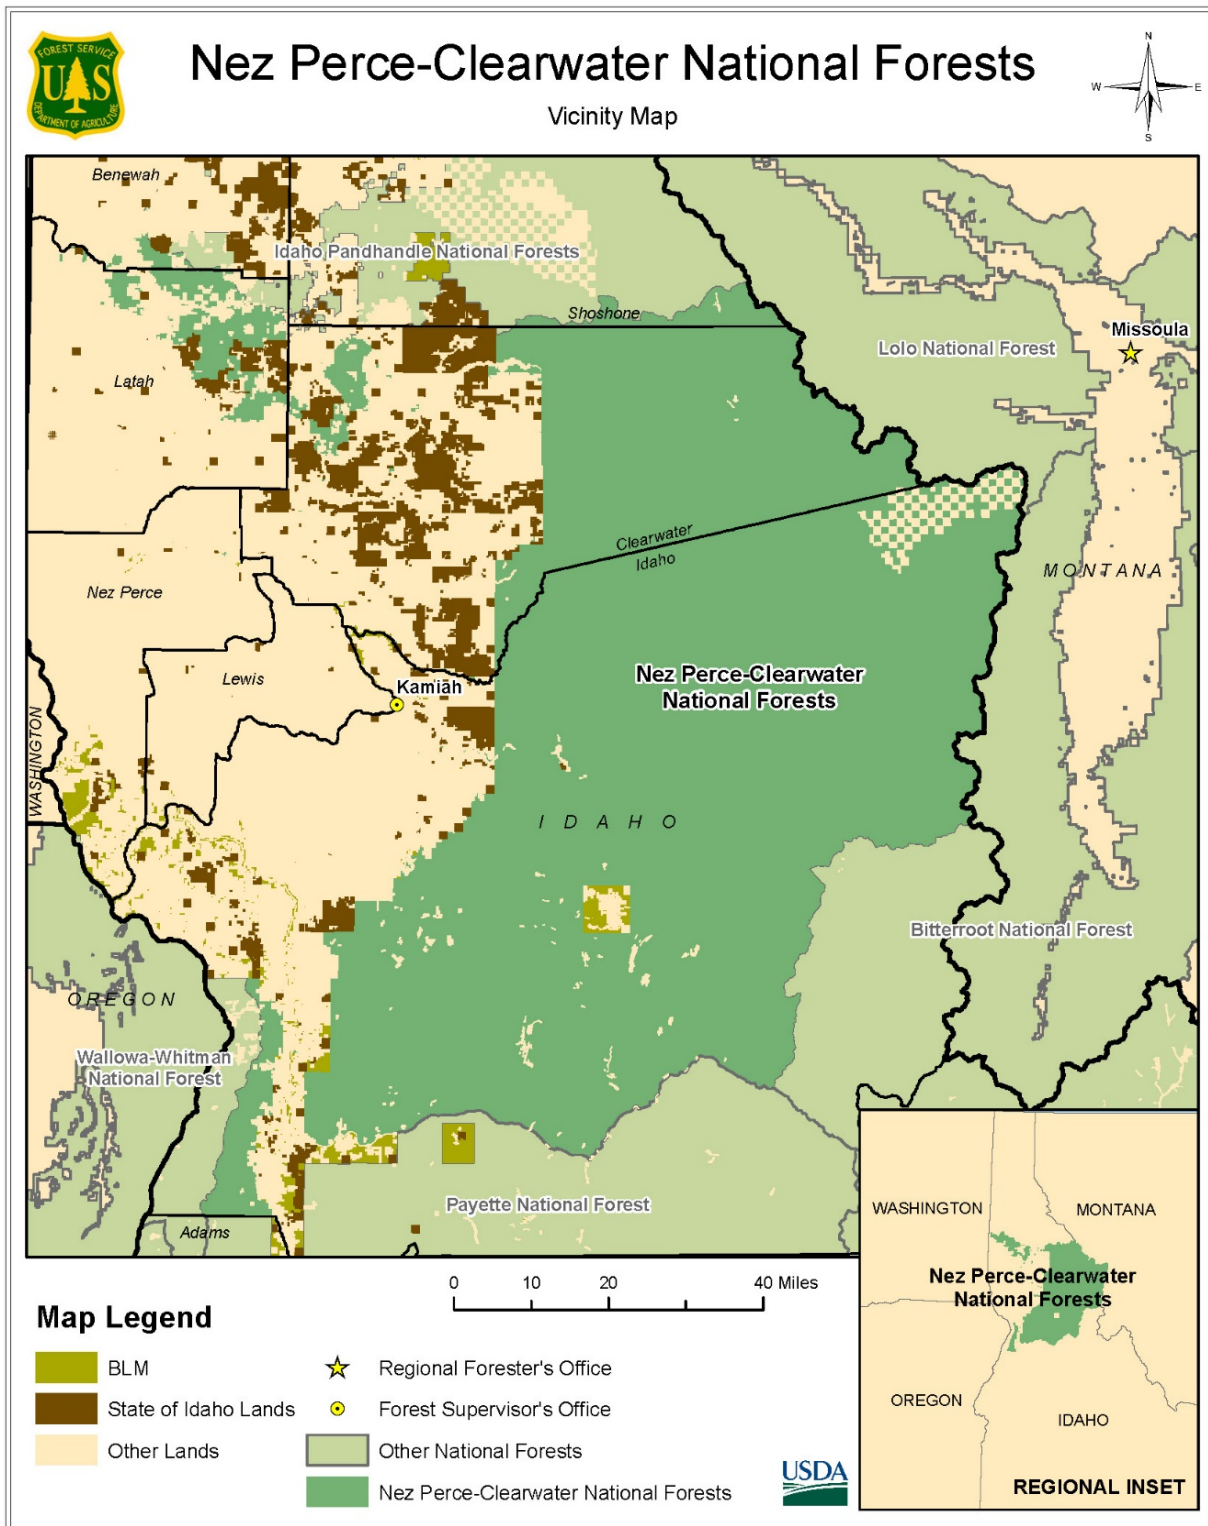 FOREST SERVICE
UAS
DEPARTMENT OF AGRICULTURE
Nez Perce-Clearwater National Forests
Vicinity Map
N
W
E
S
Benewah
Idaho Pandhandle National Forests
Shoshone
Missoula
Lolo National Forest
Latah
Clearwater
Idaho
MONTANA
Nez Perce
Lewis
Kamiah
Nez Perce-Clearwater
National Forests
WASHINGTON
IDAHO
Bitterroot National Forest
OREGON
Wallowa-Whitman
National Forest
Payette National Forest
Adams
WASHINGTON
MONTANA
Nez Perce-Clearwater
National Forests
OREGON
IDAHO
REGIONAL INSET
0 10 20 40 Miles
Map Legend
BLM
State of Idaho Lands
Other Lands
Regional Forester's Office
Forest Supervisor's Office
Other National Forests
Nez Perce-Clearwater National Forests
USDA